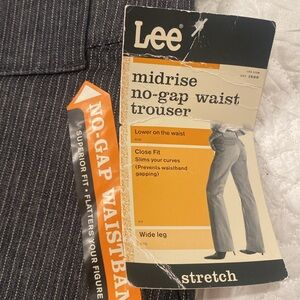 Lee
midrise
no-gap waist
trouser
Lower on the waist
Close Fit
Slims your curves
(Prevents waistband
gapping)
Wide leg
stretch
NO-GAP WAISTBAN
• SUPERIOR FIT • FLATTERS YOUR FIGURE